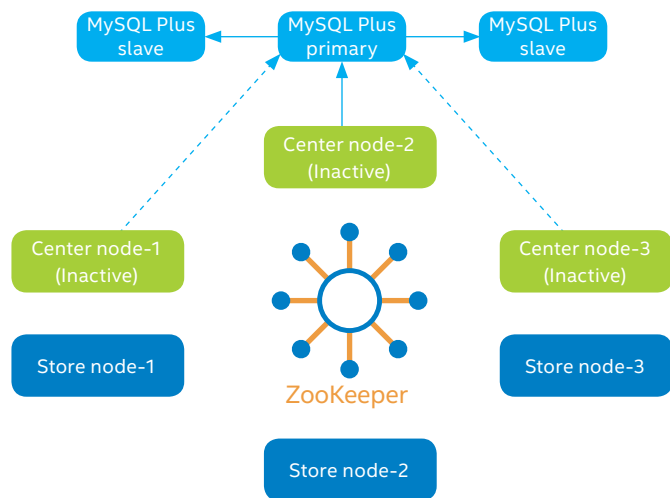 MySQL Plus
slave
MySQL Plus
primary
MySQL Plus
slave
Center node-2
(Inactive)
Center node-1
(Inactive)
Center node-3
(Inactive)
Store node-1
Store node-3
ZooKeeper
Store node-2